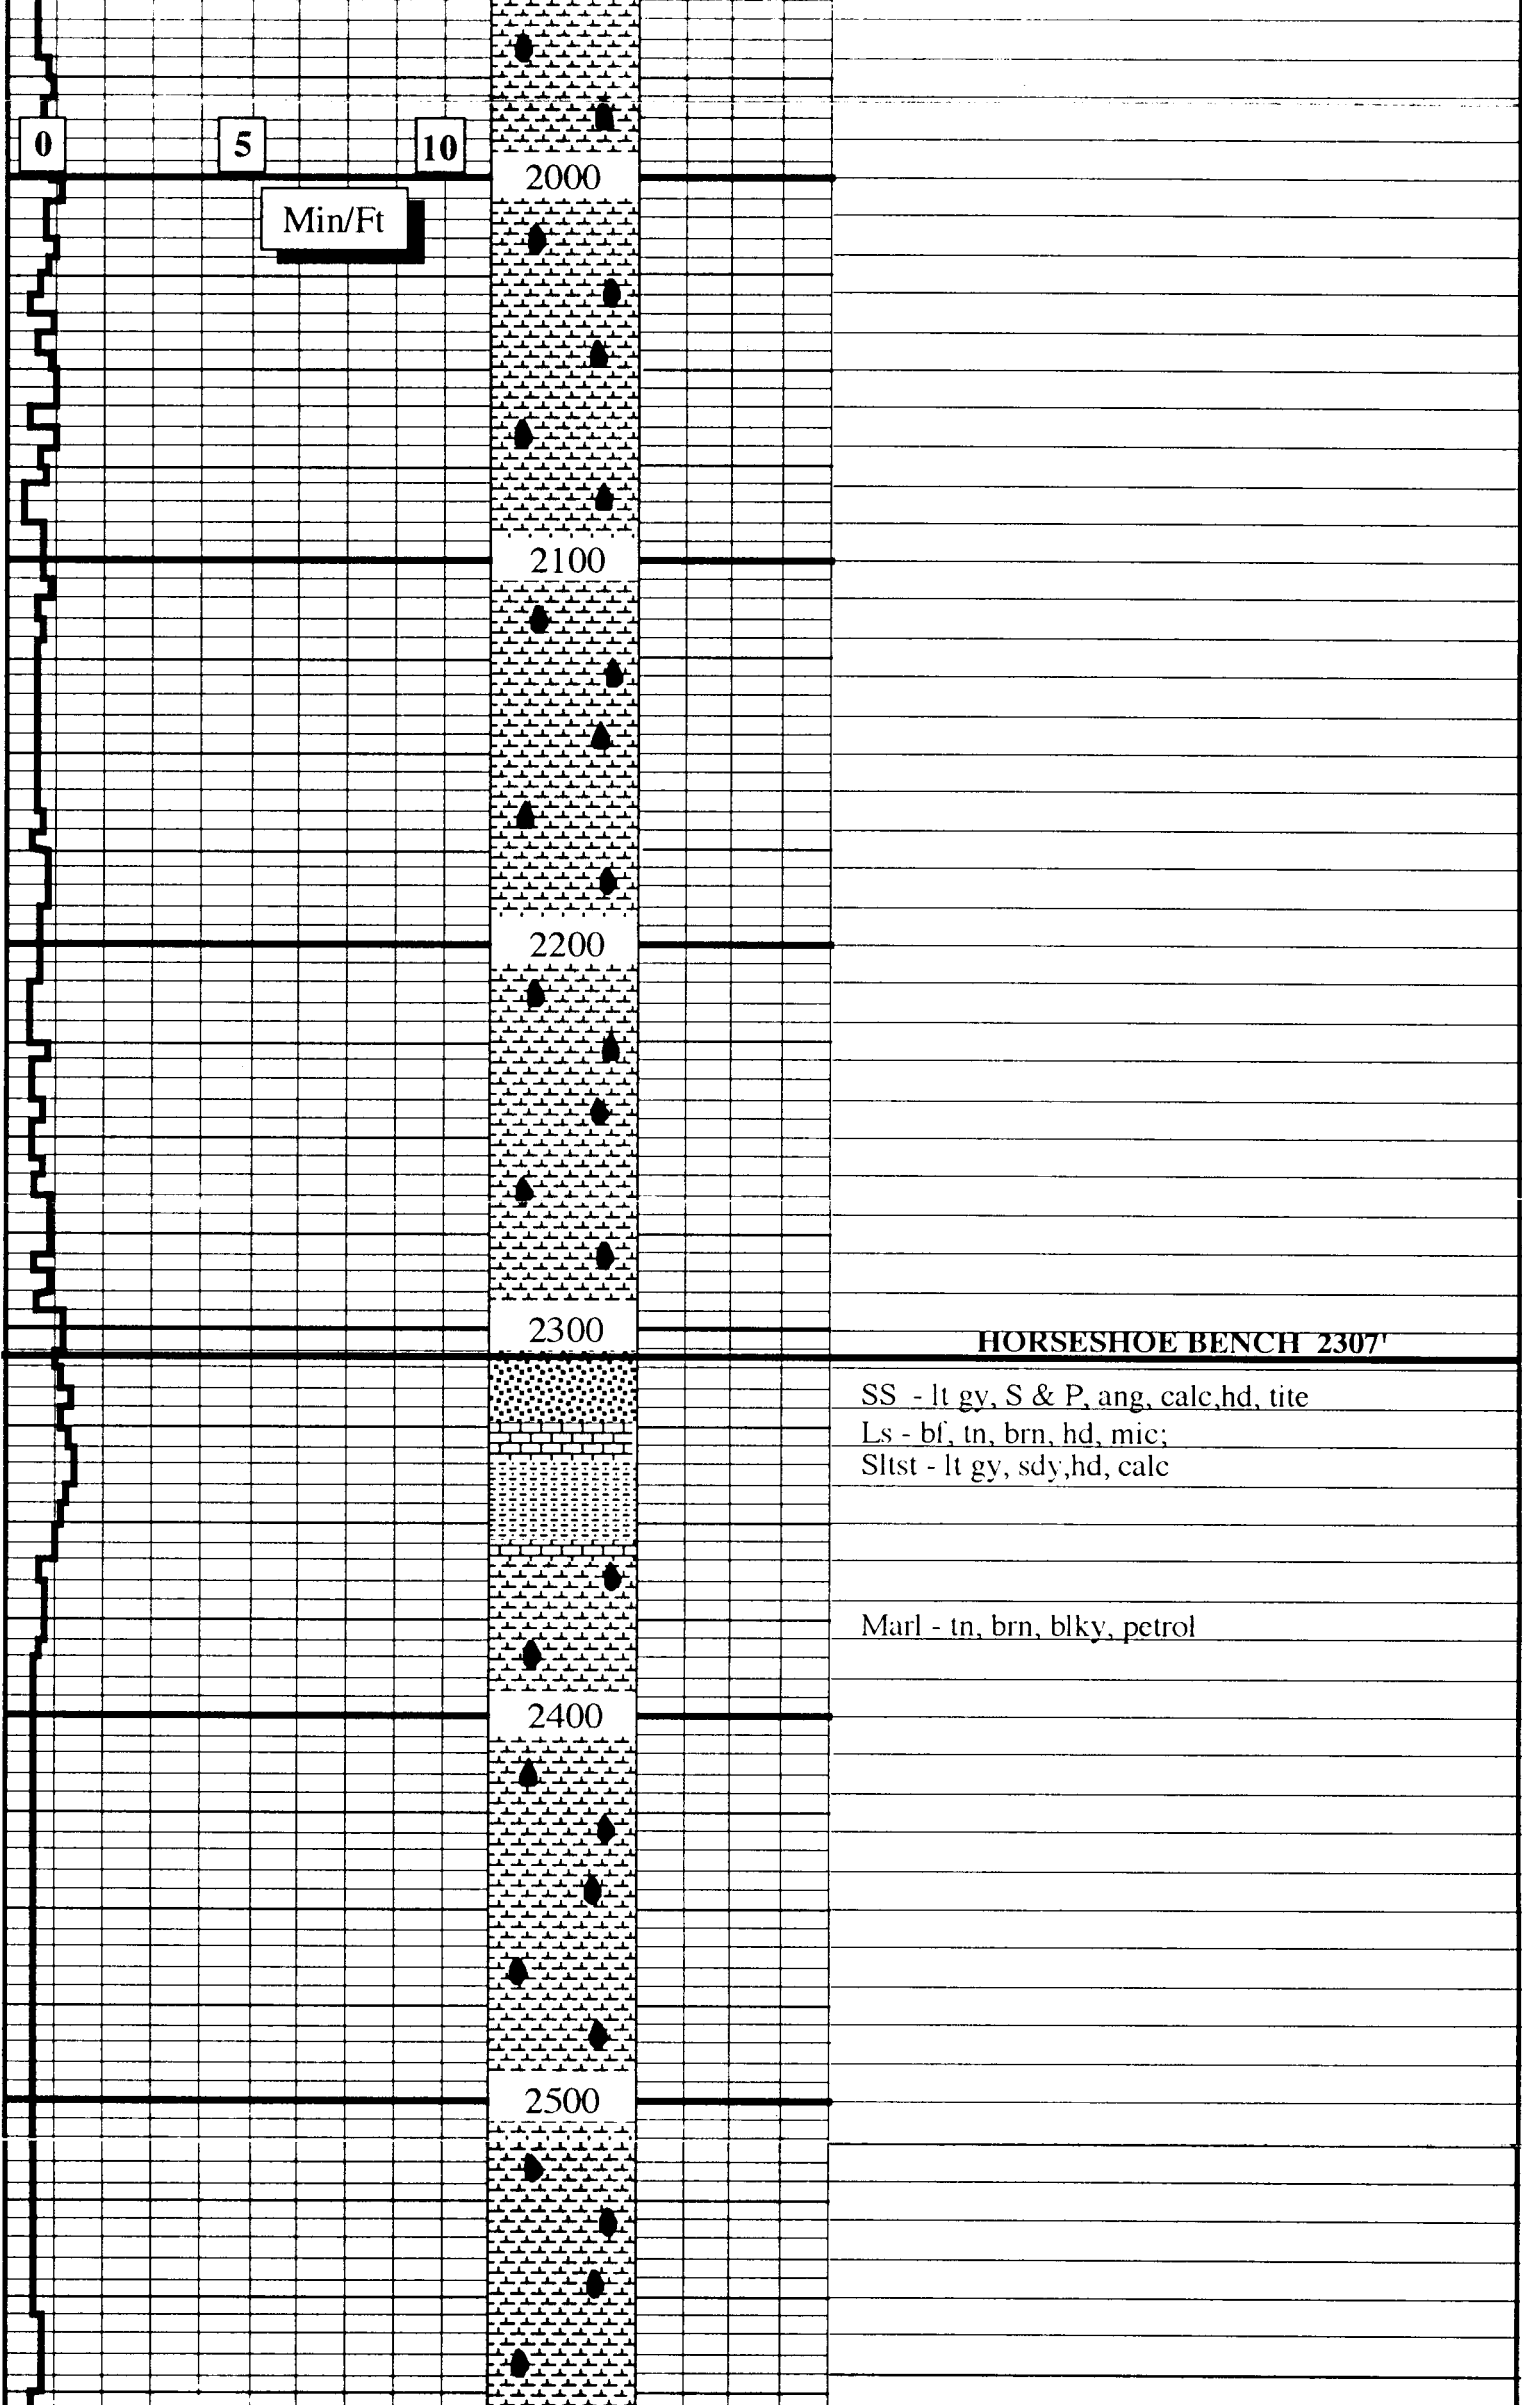 0 5 10
2000
Min/Ft
2100
2200
2300
HORSESHOE BENCH 2307'
SS - lt gy, S & P, ang, calc,hd, tite
Ls - bf, tn, brn, hd, mic;
Sltst - lt gy, sdy,hd, calc
Marl - tn, brn, blky, petrol
2400
2500